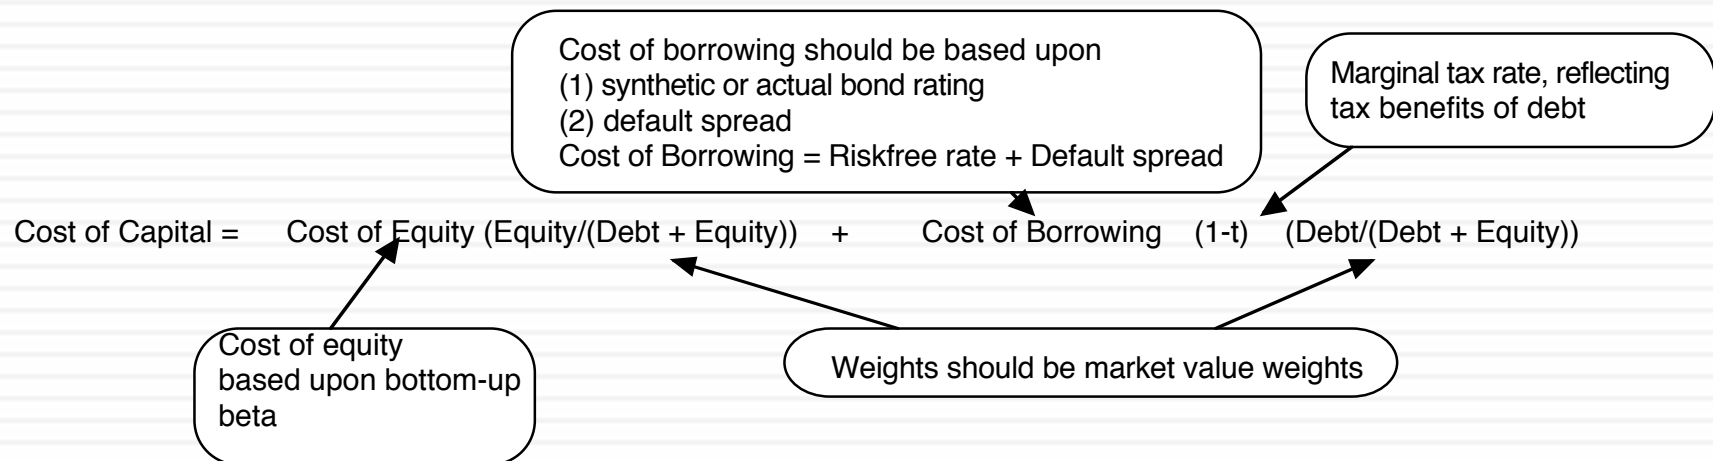 Cost of borrowing should be based upon
(1) synthetic or actual bond rating
(2) default spread
Cost of Borrowing = Riskfree rate + Default spread
Marginal tax rate, reflecting
tax benefits of debt
Cost of Capital = Cost of Equity (Equity/(Debt + Equity)) + Cost of Borrowing (1-t) (Debt/(Debt + Equity))
Cost of equity
based upon bottom-up
beta
Weights should be market value weights